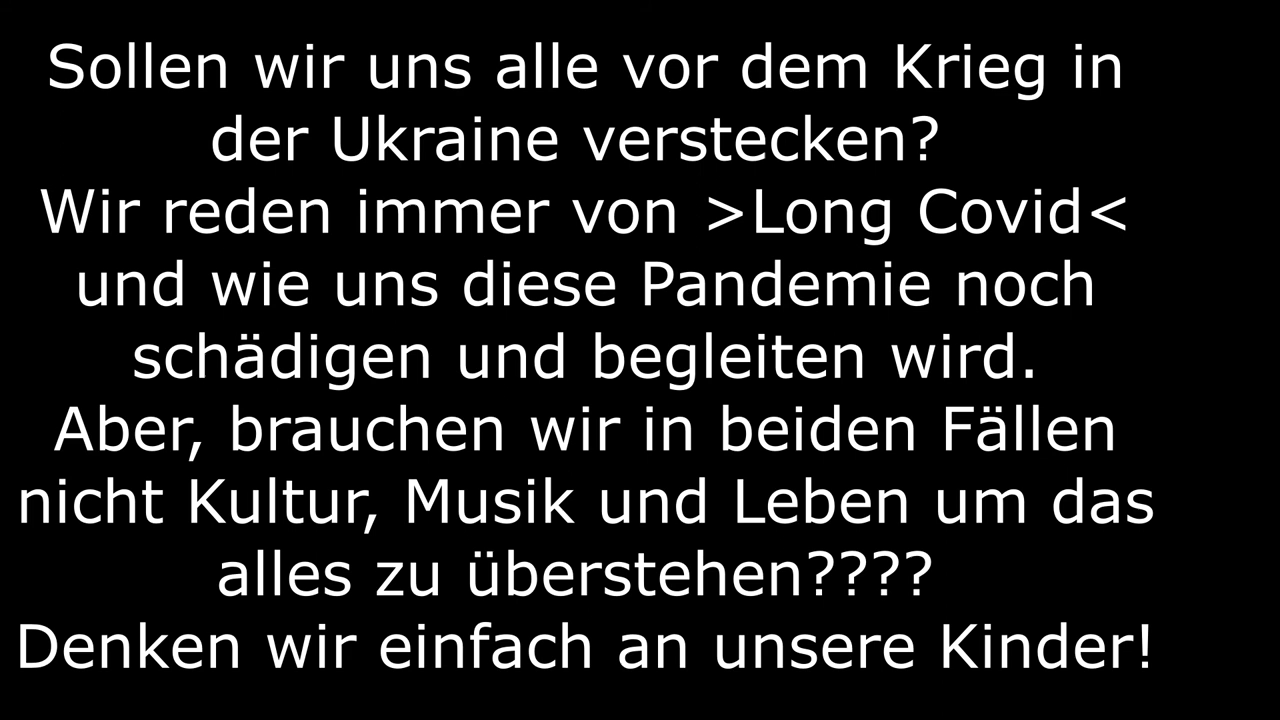 Sollen wir uns alle vor dem Krieg in
der Ukraine verstecken?
Wir reden immer von >Long Covid<
und wie uns diese Pandemie noch
schädigen und begleiten wird.
Aber, brauchen wir in beiden Fällen
nicht Kultur, Musik und Leben um das
alles zu überstehen????
Denken wir einfach an unsere Kinder!